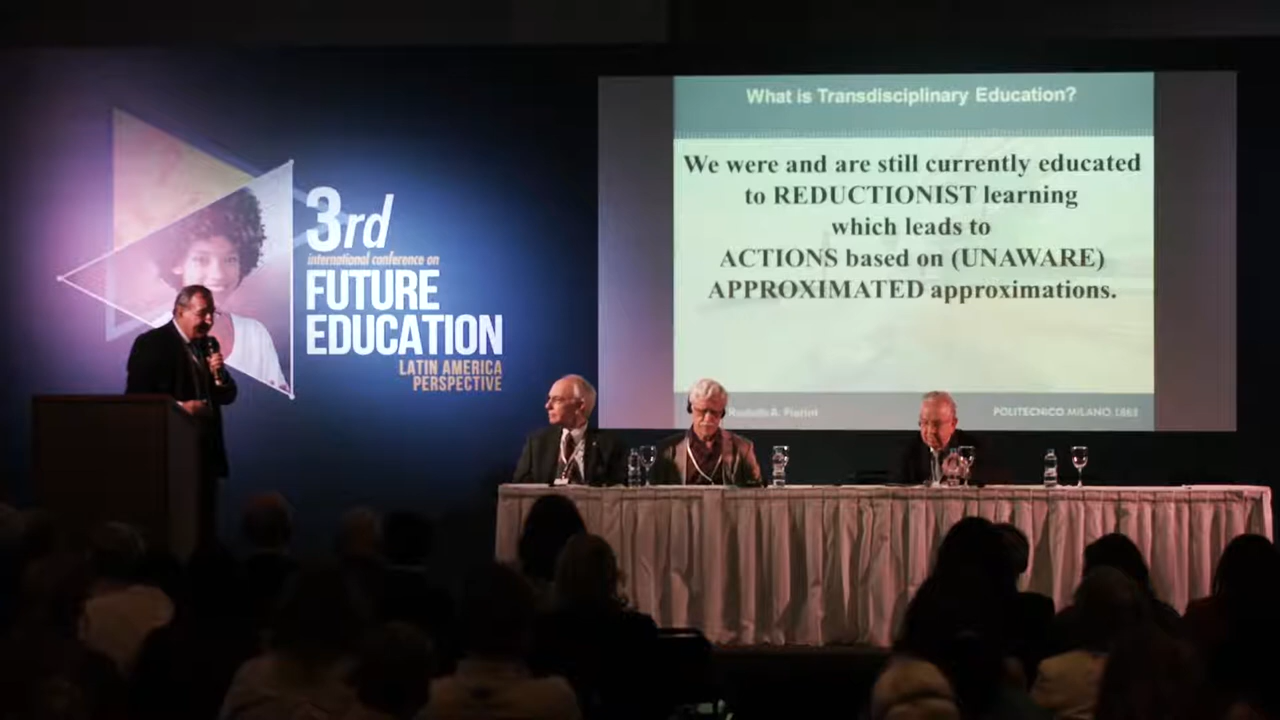 3rd
international conference on
FUTURE
EDUCATION
LATIN AMERICA
PERSPECTIVE
What is Transdisciplinary Education?
We were and are still currently educated
to REDUCTIONIST learning
which leads to
ACTIONS based on (UNAWARE)
APPROXIMATED approximations.
Rodolfo A. Fiorini
POLITECNICO MILANO 1863